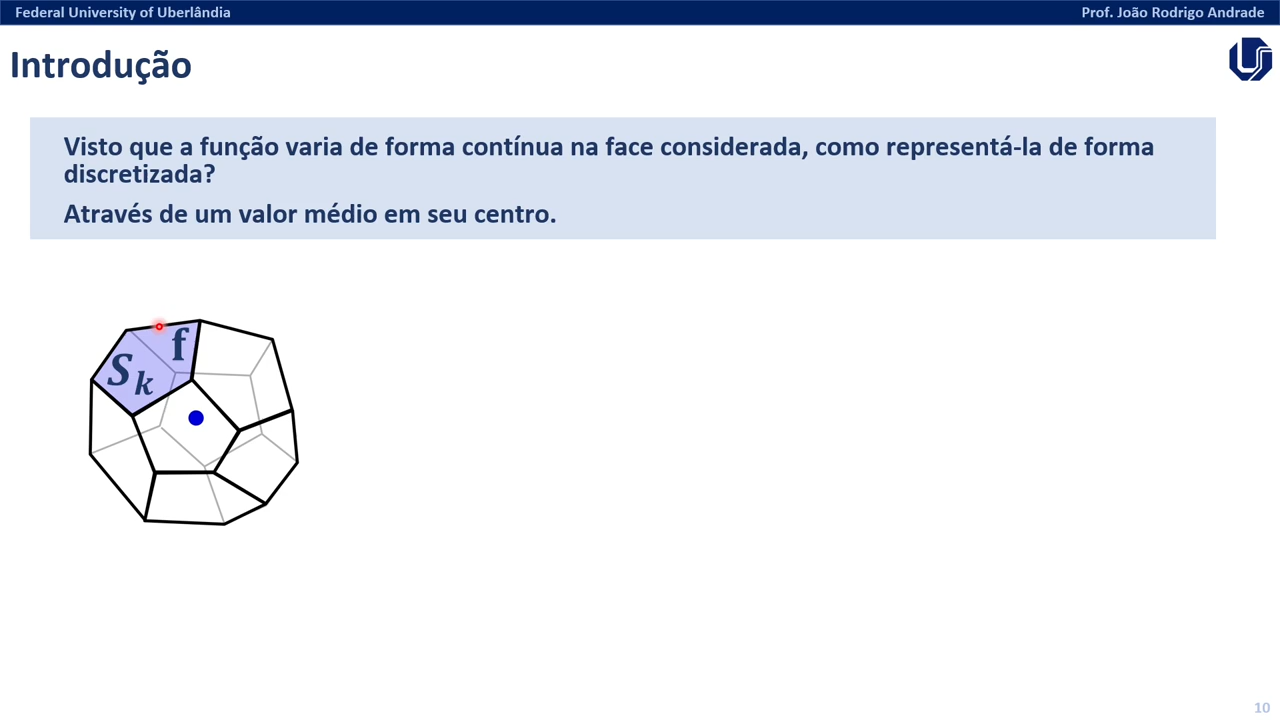 Federal University of Uberlândia
Prof. João Rodrigo Andrade
Introdução
Visto que a função varia de forma contínua na face considerada, como representá-la de forma
discretizada?
Através de um valor médio em seu centro.
f
Sk
10